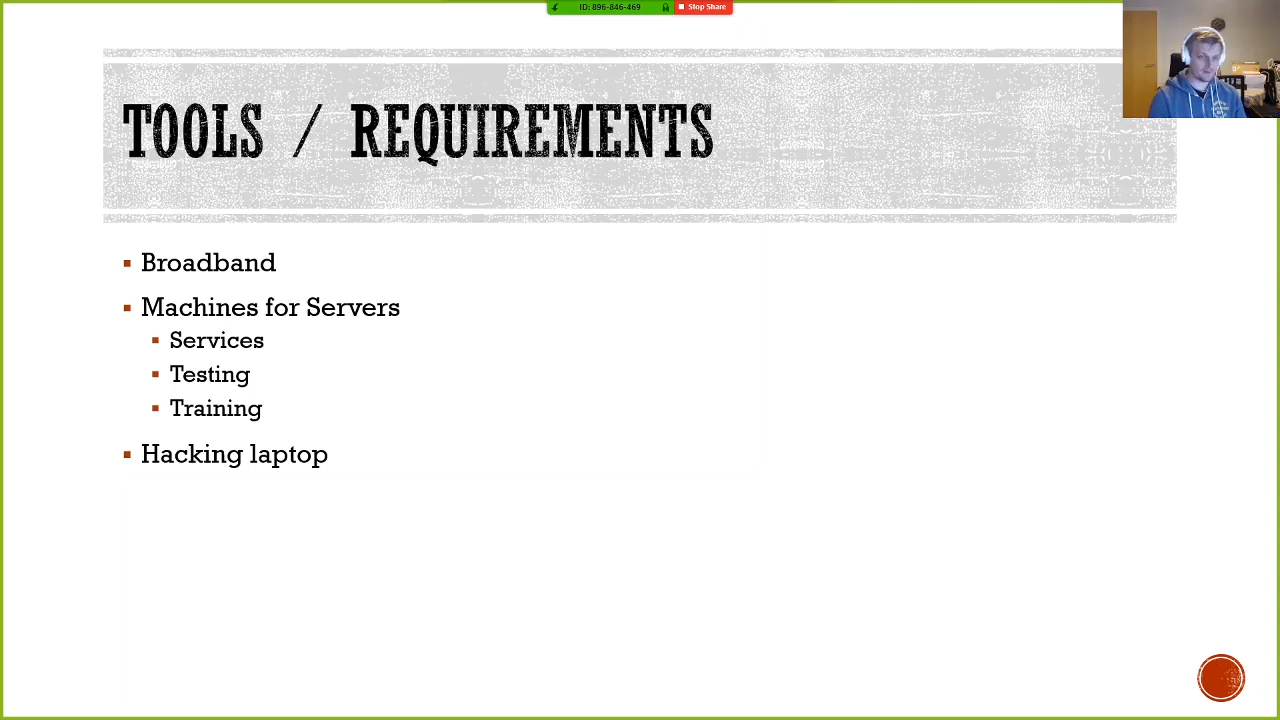 ID: 896-846-469
Stop Share
TOOLS / REQUIREMENTS
Broadband
Machines for Servers
Services
Testing
Training
Hacking laptop